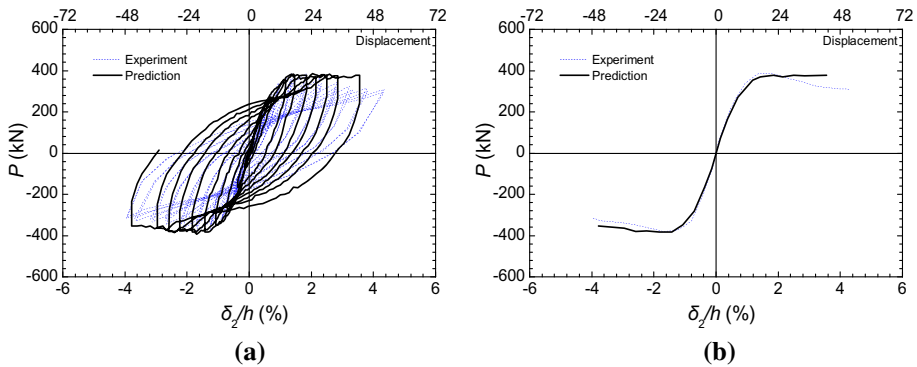 -72 -48 -24 0 24 48 72
600
400
200
0
-200
-400
-600
P (kN)
Displacement
Experiment
Prediction
-6 -4 -2 0 2 4 6
δ2/h (%)
(a)
-72 -48 -24 0 24 48 72
600
400
200
0
-200
-400
-600
P (kN)
Displacement
Experiment
Prediction
-6 -4 -2 0 2 4 6
δ2/h (%)
(b)